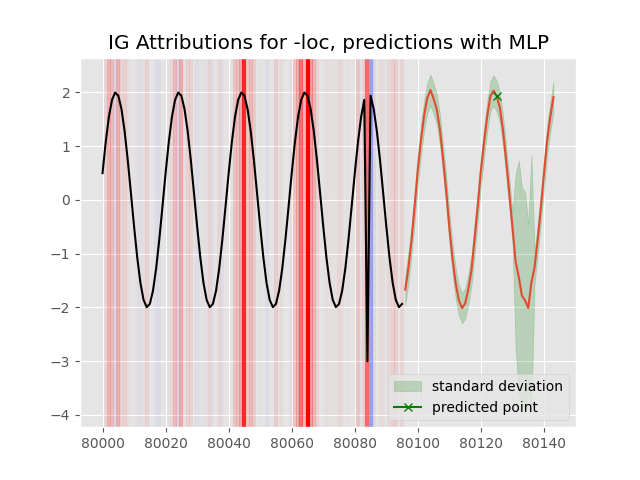 IG Attributions for -loc, predictions with MLP
2
1
0
−1
−2
−3
−4
standard deviation
predicted point
80000 80020 80040 80060 80080 80100 80120 80140